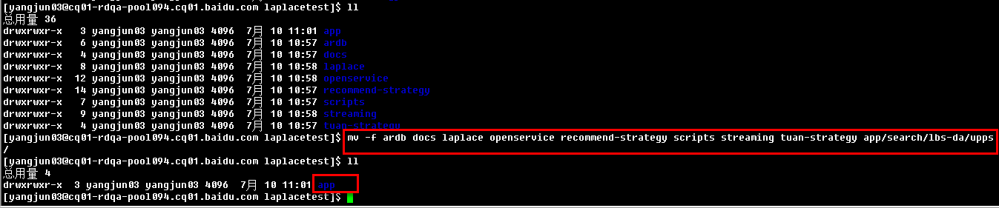 [yangjun03@cq01-rdqa-pool094.cq01.baidu.com laplacetest]$ ll
总用量 36
drwxrwxr-x   3 yangjun03 yangjun03 4096  7月  10 11:01 app
drwxrwxr-x   6 yangjun03 yangjun03 4096  7月  10 10:57 ardb
drwxrwxr-x   4 yangjun03 yangjun03 4096  7月  10 10:57 docs
drwxrwxr-x   8 yangjun03 yangjun03 4096  7月  10 10:58 laplace
drwxrwxr-x  12 yangjun03 yangjun03 4096  7月  10 10:58 openservice
drwxrwxr-x  14 yangjun03 yangjun03 4096  7月  10 10:57 recommend-strategy
drwxrwxr-x   7 yangjun03 yangjun03 4096  7月  10 10:57 scripts
drwxrwxr-x   9 yangjun03 yangjun03 4096  7月  10 10:58 streaming
drwxrwxr-x   4 yangjun03 yangjun03 4096  7月  10 10:57 tuan-strategy
[yangjun03@cq01-rdqa-pool094.cq01.baidu.com laplacetest]$ mv -f ardb docs laplace openservice recommend-strategy scripts streaming tuan-strategy app/search/lbs-da/upps
/
[yangjun03@cq01-rdqa-pool094.cq01.baidu.com laplacetest]$ ll
总用量 4
drwxrwxr-x  3 yangjun03 yangjun03 4096  7月  10 11:01 app
[yangjun03@cq01-rdqa-pool094.cq01.baidu.com laplacetest]$